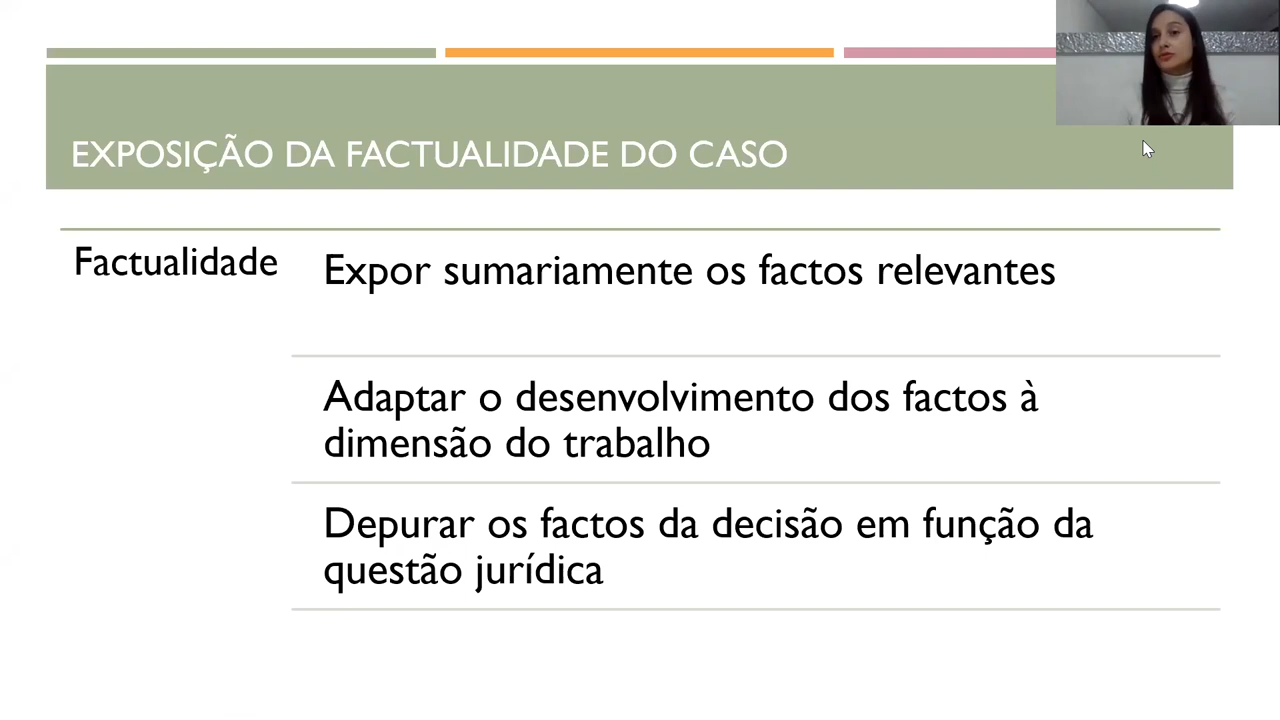 EXPOSIÇÃO DA FACTUALIDADE DO CASO
Factualidade
Expor sumariamente os factos relevantes
Adaptar o desenvolvimento dos factos à
dimensão do trabalho
Depurar os factos da decisão em função da
questão jurídica